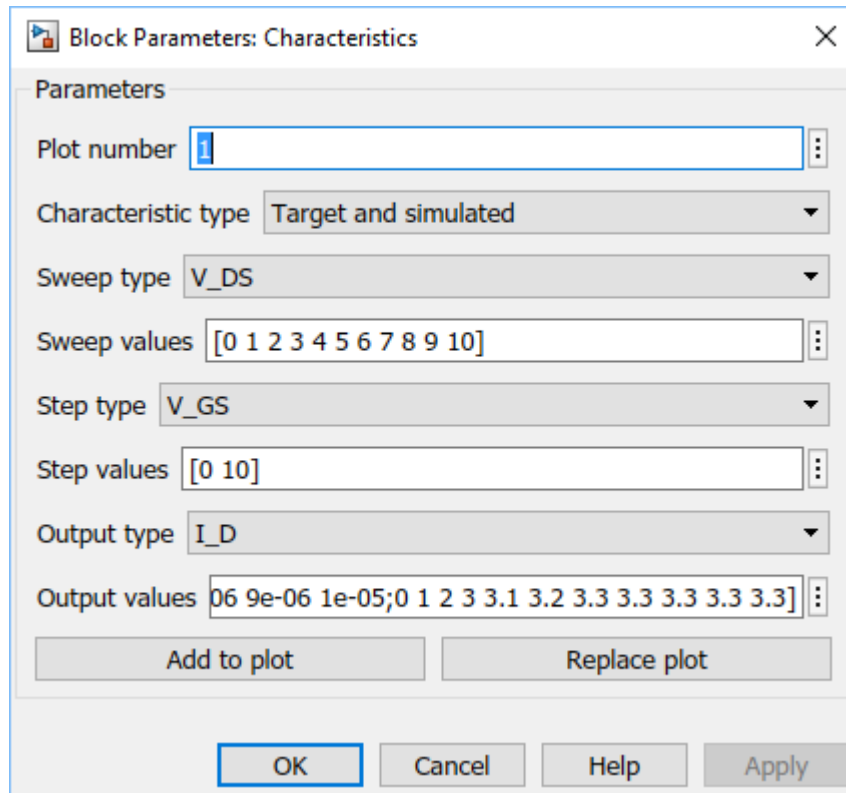 Block Parameters: Characteristics
Parameters
Plot number 1
Characteristic type Target and simulated
Sweep type V_DS
Sweep values [0 1 2 3 4 5 6 7 8 9 10]
Step type V_GS
Step values [0 10]
Output type I_D
Output values 06 9e-06 1e-05;0 1 2 3 3.1 3.2 3.3 3.3 3.3 3.3 3.3]
Add to plot Replace plot
OK Cancel Help Apply